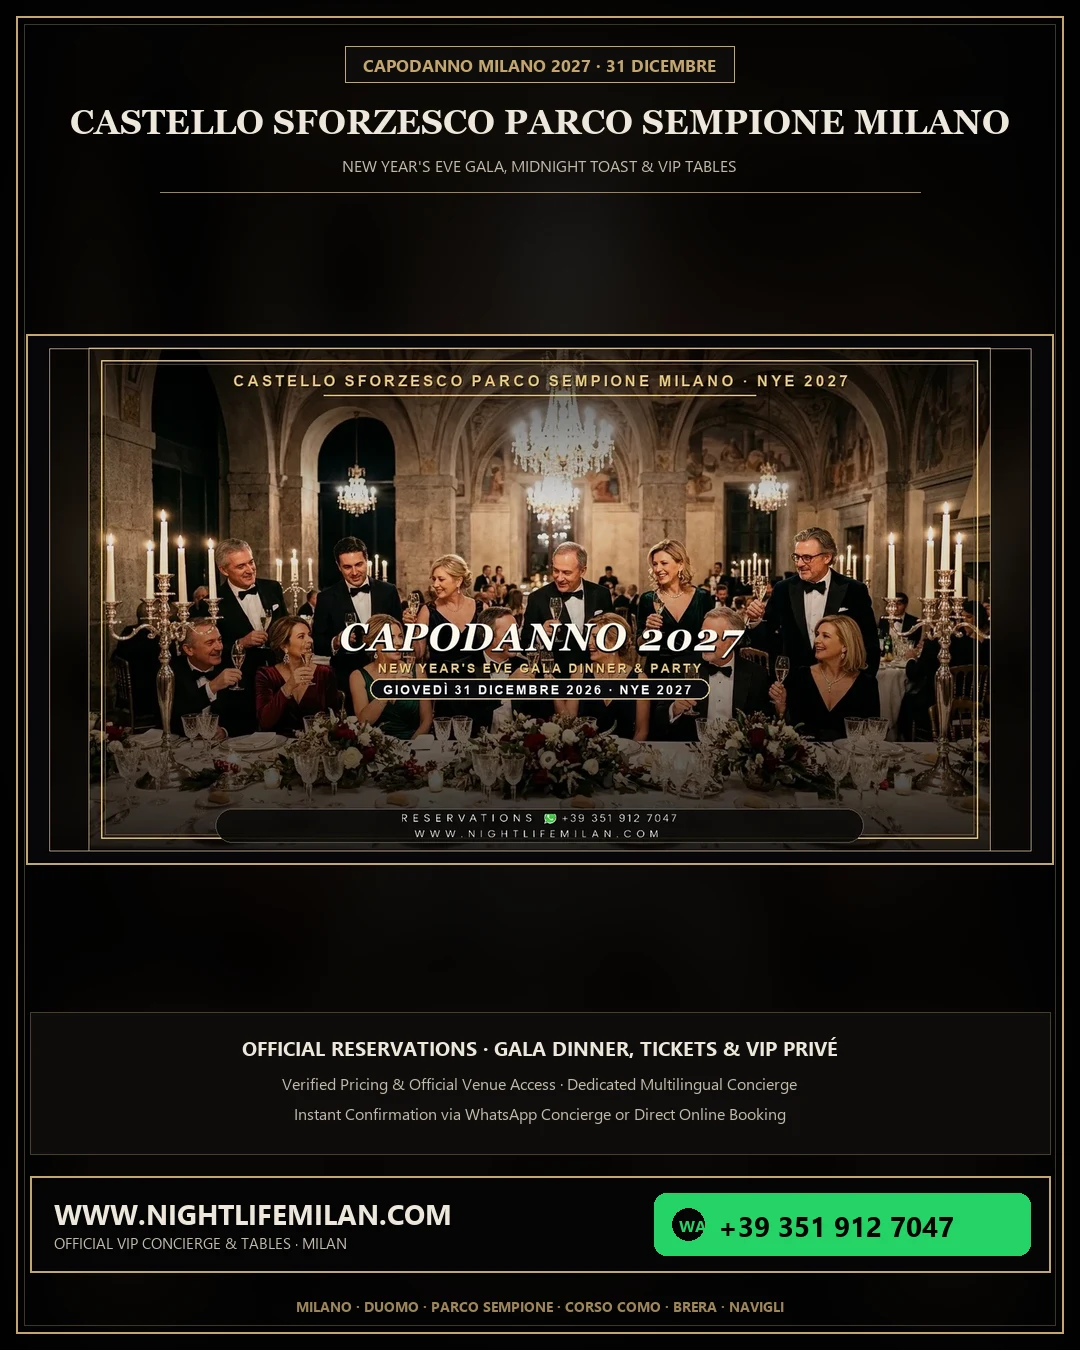 CAPODANNO MILANO 2027 · 31 DICEMBRE
CASTELLO SFORZESCO PARCO SEMPIONE MILANO
NEW YEAR'S EVE GALA, MIDNIGHT TOAST & VIP TABLES
CASTELLO SFORZESCO PARCO SEMPIONE MILANO · NYE 2027
CAPODANNO 2027
NEW YEAR'S EVE GALA DINNER & PARTY
GIOVEDÌ 31 DICEMBRE 2026 · NYE 2027
RESERVATIONS +39 351 912 7047
WWW.NIGHTLIFEMILAN.COM
OFFICIAL RESERVATIONS · GALA DINNER, TICKETS & VIP PRIVÉ
Verified Pricing & Official Venue Access · Dedicated Multilingual Concierge
Instant Confirmation via WhatsApp Concierge or Direct Online Booking
WWW.NIGHTLIFEMILAN.COM
OFFICIAL VIP CONCIERGE & TABLES · MILAN
WA +39 351 912 7047
MILANO · DUOMO · PARCO SEMPIONE · CORSO COMO · BRERA · NAVIGLI